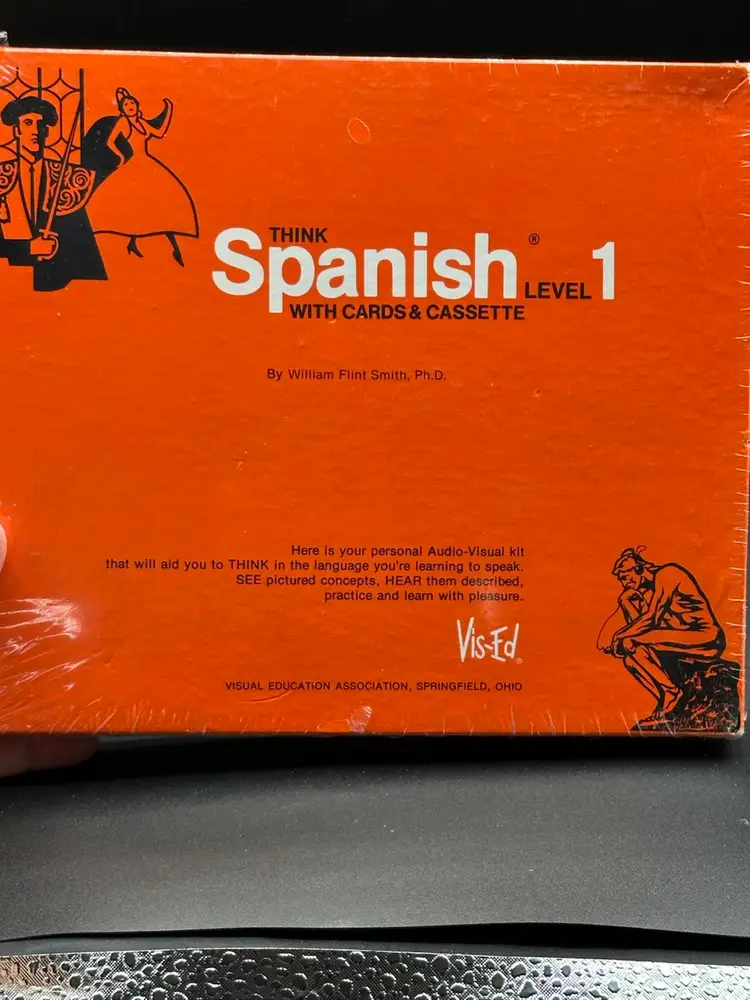 THINK
Spanish® LEVEL 1
WITH CARDS & CASSETTE
By William Flint Smith, Ph.D.
Here is your personal Audio-Visual kit
that will aid you to THINK in the language you're learning to speak.
SEE pictured concepts, HEAR them described,
practice and learn with pleasure.
Vis-Ed®
VISUAL EDUCATION ASSOCIATION, SPRINGFIELD, OHIO